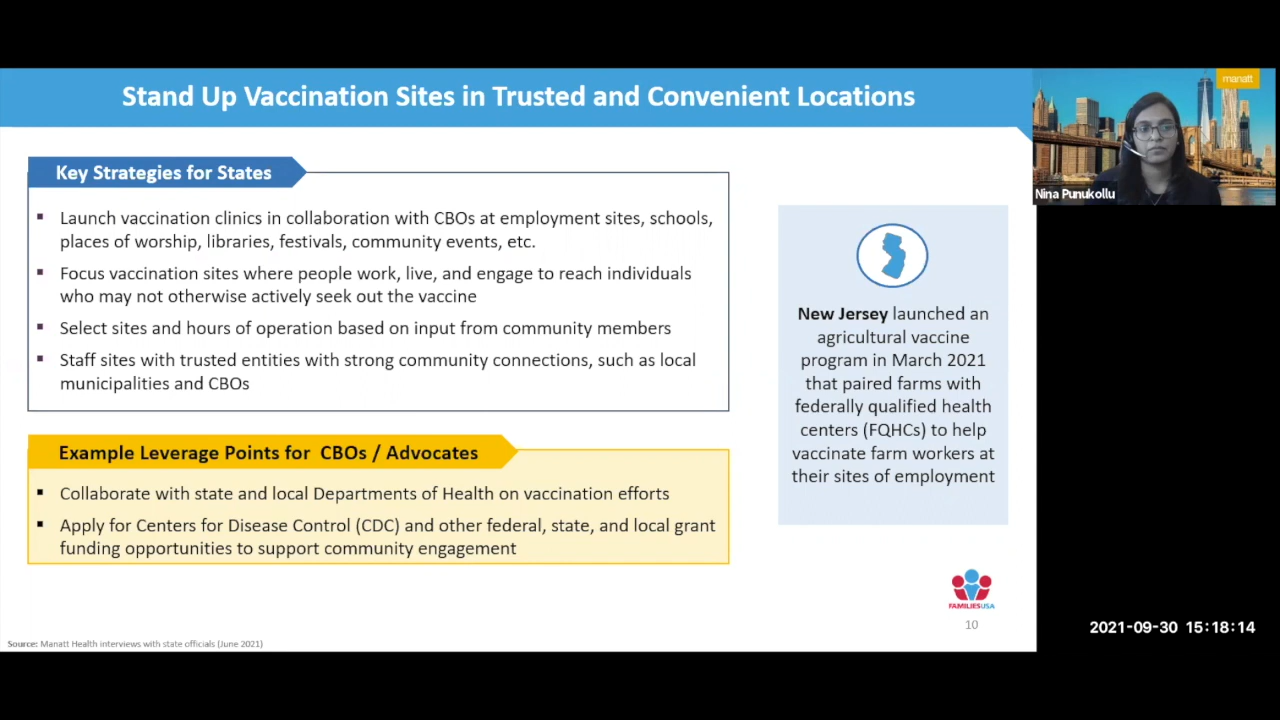 Stand Up Vaccination Sites in Trusted and Convenient Locations
Key Strategies for States
▪ Launch vaccination clinics in collaboration with CBOs at employment sites, schools,
places of worship, libraries, festivals, community events, etc.
▪ Focus vaccination sites where people work, live, and engage to reach individuals
who may not otherwise actively seek out the vaccine
▪ Select sites and hours of operation based on input from community members
▪ Staff sites with trusted entities with strong community connections, such as local
municipalities and CBOs
Example Leverage Points for CBOs / Advocates
▪ Collaborate with state and local Departments of Health on vaccination efforts
▪ Apply for Centers for Disease Control (CDC) and other federal, state, and local grant
funding opportunities to support community engagement
New Jersey launched an
agricultural vaccine
program in March 2021
that paired farms with
federally qualified health
centers (FQHCs) to help
vaccinate farm workers at
their sites of employment
FAMILIESUSA
10
Source: Manatt Health interviews with state officials (June 2021)
manatt
Nina Punukollu
2021-09-30 15:18:14